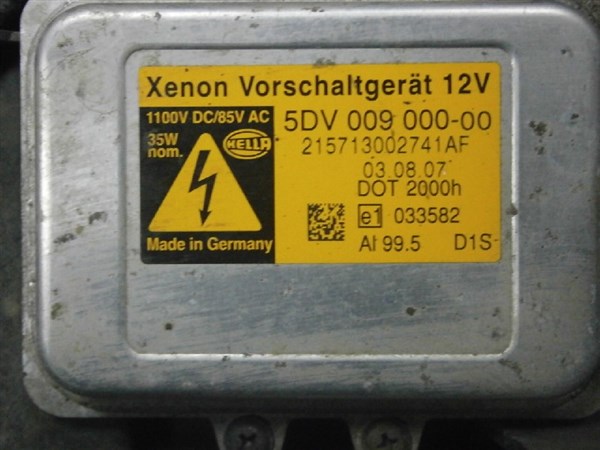 Xenon Vorschaltgerät 12V
1100V DC/85V AC
35W
nom.
HELLA
Made in Germany
5DV 009 000-00
215713002741AF
03.08.07
DOT 2000h
e1 033582
Al 99.5 D1S